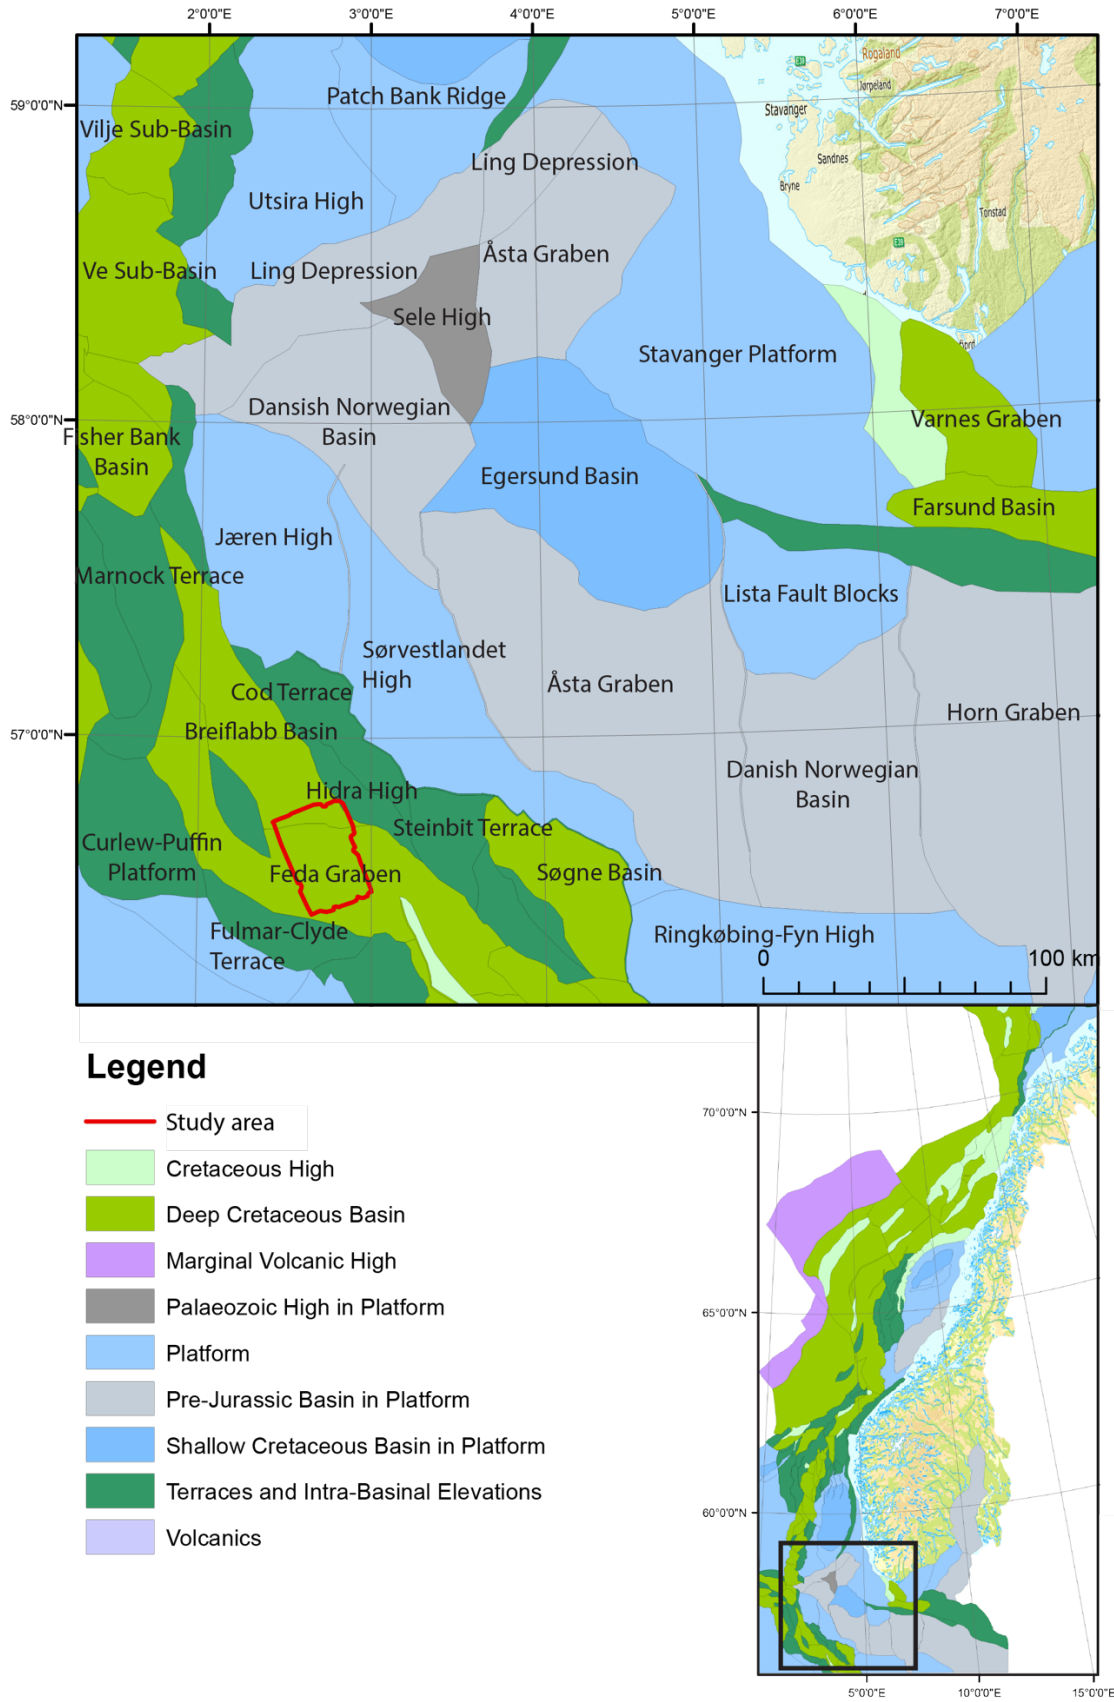 2°0'0"E 3°0'0"E 4°0'0"E 5°0'0"E 6°0'0"E 7°0'0"E
Rogaland
E39
Jørpeland
Patch Bank Ridge
59°0'0"N
Stavanger
Vilje Sub-Basin
Ling Depression
Sandnes
Bryne
Utsira High
Tonstad
E39
Åsta Graben
Ve Sub-Basin
Ling Depression
Sele High
Stavanger Platform
Dansish Norwegian
Basin
58°0'0"N
Varnes Graben
F sher Bank
Basin
Egersund Basin
Farsund Basin
Jæren High
Marnock Terrace
Lista Fault Blocks
Sørvestlandet
High
Cod Terrace
Åsta Graben
Horn Graben
Breiflabb Basin
57°0'0"N
Danish Norwegian
Basin
Hidra High
Steinbit Terrace
Curlew-Puffin
Platform
Feda Graben
Søgne Basin
Fulmar-Clyde
Terrace
Ringkøbing-Fyn High
0 100 km
Legend
Study area
Cretaceous High
Deep Cretaceous Basin
Marginal Volcanic High
Palaeozoic High in Platform
Platform
Pre-Jurassic Basin in Platform
Shallow Cretaceous Basin in Platform
Terraces and Intra-Basinal Elevations
Volcanics
70°0'0"N
65°0'0"N
60°0'0"N
5°0'0"E 10°0'0"E 15°0'0"E